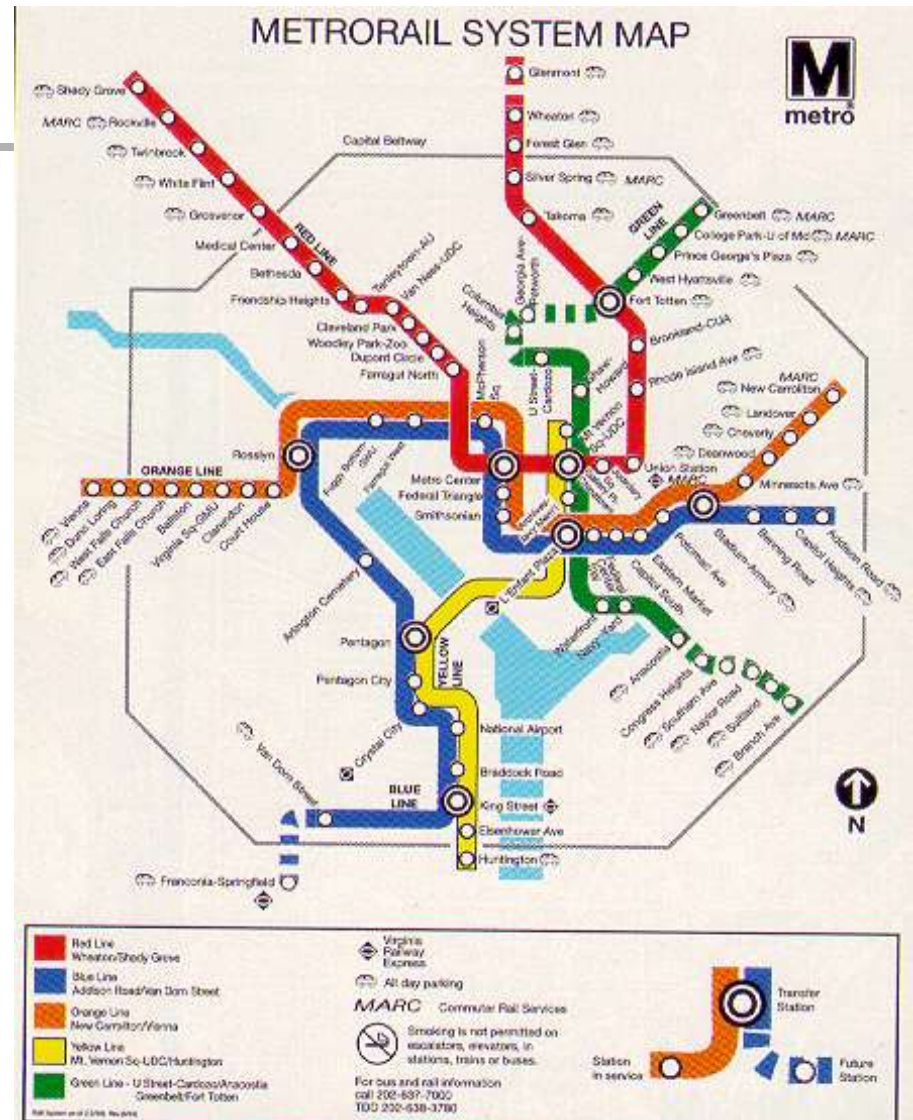 METRORAIL SYSTEM MAP
M
metro
Glenmont
Shady Grove
Wheaton
MARC Rockville
Capital Beltway
Forest Glen
Twinbrook
Silver Spring MARC
White Flint
Takoma
GREEN LINE
Greenbelt MARC
Grosvenor
College Park-U of Md MARC
RED LINE
Medical Center
Prince George's Plaza
Bethesda
Tenleytown-AU
Van Ness-UDC
Georgia Ave-
Petworth
West Hyattsville
Friendship Heights
Columbia
Heights
Fort Totten
Cleveland Park
Woodley Park-Zoo
Brookland-CUA
Dupont Circle
Farragut North
McPherson
Sq
U Street-
Cardozo
Shaw-
Howard
Rhode Island Ave
MARC
New Carrollton
Landover
Cheverly
Mt Vernon
Sq-UDC
Deanwood
Rosslyn
Foggy Bottom-
GWU
Farragut West
Metro Center
Union Station
MARC
Minnesota Ave
ORANGE LINE
Federal Triangle
Smithsonian
Vienna
Dunn Loring
West Falls Church
East Falls Church
Ballston
Virginia Sq-GMU
Clarendon
Court House
L'Enfant Plaza
Capitol South
Eastern Market
Potomac Ave
Stadium-Armory
Benning Road
Capitol Heights
Addison Road
Arlington Cemetery
Waterfront
Navy Yard
Pentagon
YELLOW LINE
Anacostia
Congress Heights
Southern Ave
Naylor Road
Suitland
Branch Ave
Pentagon City
Crystal City
National Airport
Van Dorn Street
Braddock Road
BLUE
LINE
King Street
Eisenhower Ave
N
Huntington
Franconia-Springfield
Red Line
Wheaton/Shady Grove
Blue Line
Addison Road/Van Dorn Street
Orange Line
New Carrollton/Vienna
Yellow Line
Mt. Vernon Sq-UDC/Huntington
Green Line - U Street-Cardozo/Anacostia
Greenbelt/Fort Totten
Virginia
Railway
Express
All day parking
MARC Commuter Rail Services
Smoking is not permitted on
escalators, elevators, in
stations, trains or buses.
For bus and rail information
call 202-637-7000
TDD 202-638-3780
Transfer
Station
Station
in service
Future
Station